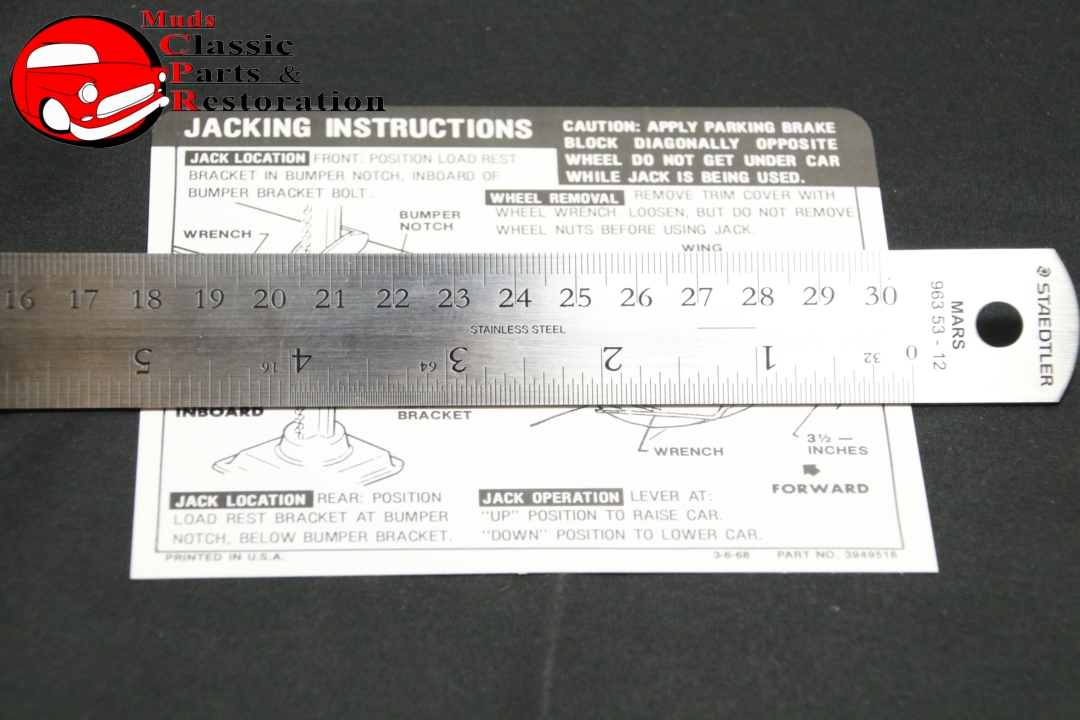 Muds
Classic
Parts &
Restoration
JACKING INSTRUCTIONS
CAUTION: APPLY PARKING BRAKE
BLOCK DIAGONALLY OPPOSITE
WHEEL DO NOT GET UNDER CAR
WHILE JACK IS BEING USED.
JACK LOCATION FRONT: POSITION LOAD REST
BRACKET IN BUMPER NOTCH, INBOARD OF
BUMPER BRACKET BOLT.
WHEEL REMOVAL REMOVE TRIM COVER WITH
WHEEL WRENCH. LOOSEN, BUT DO NOT REMOVE
WHEEL NUTS BEFORE USING JACK.
WRENCH
BUMPER
NOTCH
WING
16 17 18 19 20 21 22 23 24 25 26 27 28 29 30
STAINLESS STEEL
5 16 4 64 3 2 1 32 0
MARS
963 53 - 12
STAEDTLER
INBOARD
BRACKET
WRENCH
3½ —
INCHES
FORWARD
JACK LOCATION REAR: POSITION
LOAD REST BRACKET AT BUMPER
NOTCH, BELOW BUMPER BRACKET.
JACK OPERATION LEVER AT:
"UP" POSITION TO RAISE CAR.
"DOWN" POSITION TO LOWER CAR.
PRINTED IN U.S.A.
3-6-68 PART NO. 3949516